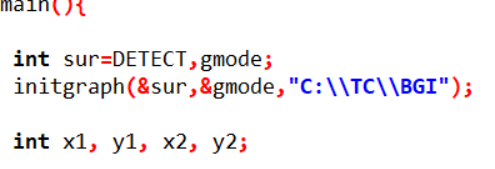 main(){
int sur=DETECT,gmode;
initgraph(&sur,&gmode,"C:\\TC\\BGI");
int x1, y1, x2, y2;